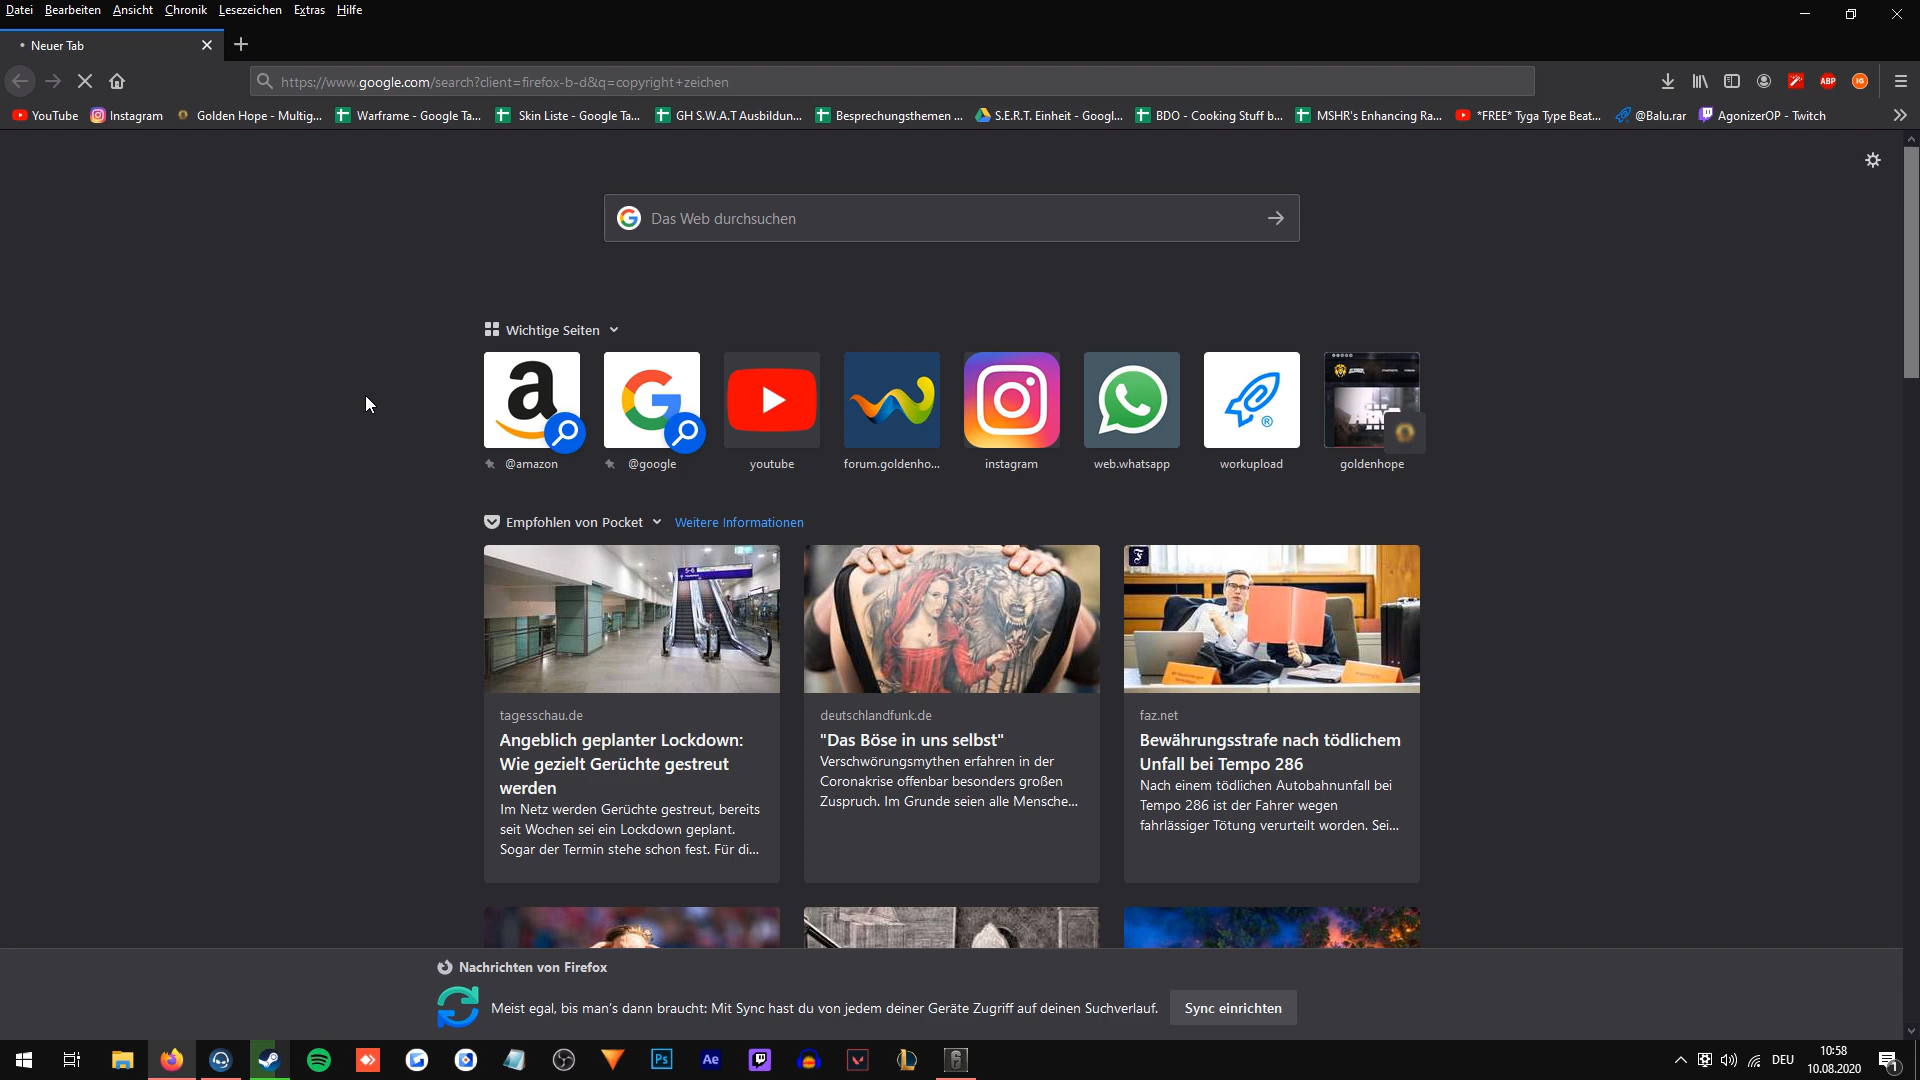 Datei Bearbeiten Ansicht Chronik Lesezeichen Extras Hilfe
Neuer Tab
https://www.google.com/search?client=firefox-b-d&q=copyright+zeichen
ABP IG
YouTube Instagram Golden Hope - Multig... Warframe - Google Ta... Skin Liste - Google Ta... GH S.W.A.T Ausbildun... Besprechungsthemen ... S.E.R.T. Einheit - Googl... BDO - Cooking Stuff b... MSHR's Enhancing Ra... *FREE* Tyga Type Beat... @Balu.rar AgonizerOP - Twitch
Das Web durchsuchen
Wichtige Seiten
@amazon @google youtube forum.goldenho... instagram web.whatsapp workupload goldenhope
Empfohlen von Pocket Weitere Informationen
5-6
tagesschau.de
Angeblich geplanter Lockdown:
Wie gezielt Gerüchte gestreut
werden
Im Netz werden Gerüchte gestreut, bereits
seit Wochen sei ein Lockdown geplant.
Sogar der Termin stehe schon fest. Für di...
deutschlandfunk.de
"Das Böse in uns selbst"
Verschwörungsmythen erfahren in der
Coronakrise offenbar besonders großen
Zuspruch. Im Grunde seien alle Mensche...
faz.net
Bewährungsstrafe nach tödlichem
Unfall bei Tempo 286
Nach einem tödlichen Autobahnunfall bei
Tempo 286 ist der Fahrer wegen
fahrlässiger Tötung verurteilt worden. Sei...
Nachrichten von Firefox
Meist egal, bis man's dann braucht: Mit Sync hast du von jedem deiner Geräte Zugriff auf deinen Suchverlauf. Sync einrichten
Ps Ae
DEU
10:58
10.08.2020
1